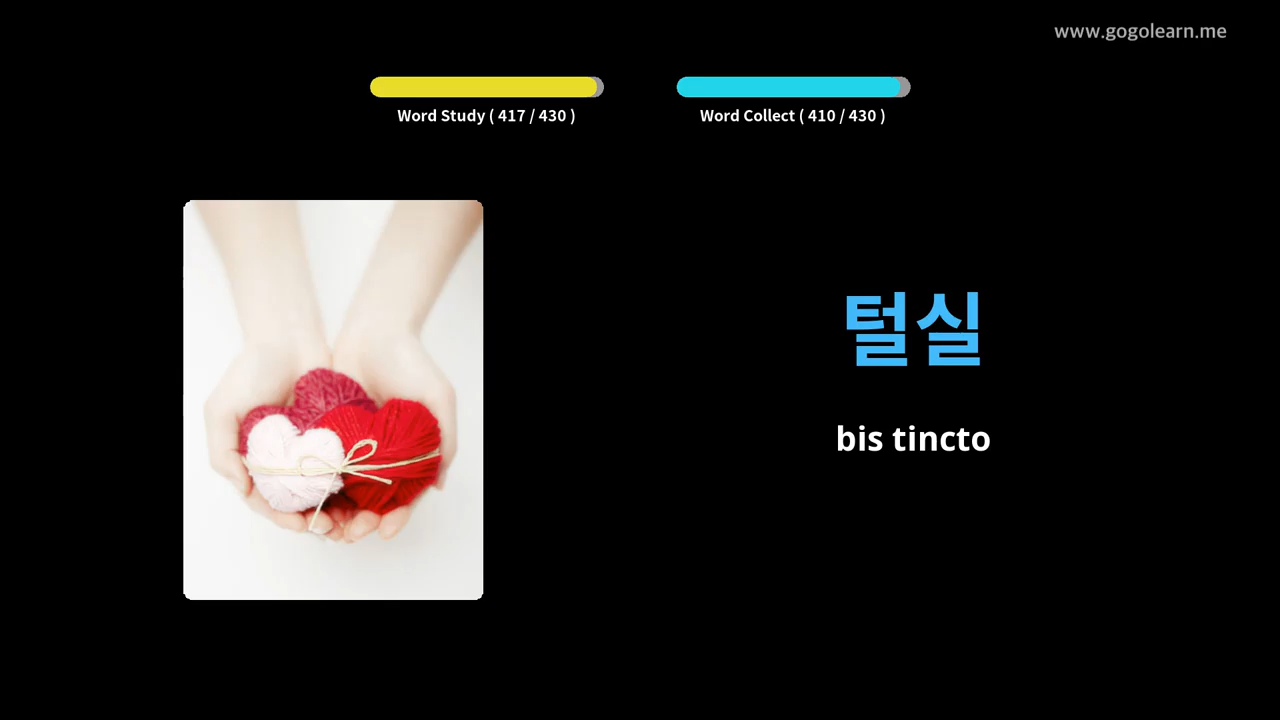 www.gogolearn.me
Word Study ( 417 / 430 )
Word Collect ( 410 / 430 )
털실
bis tincto